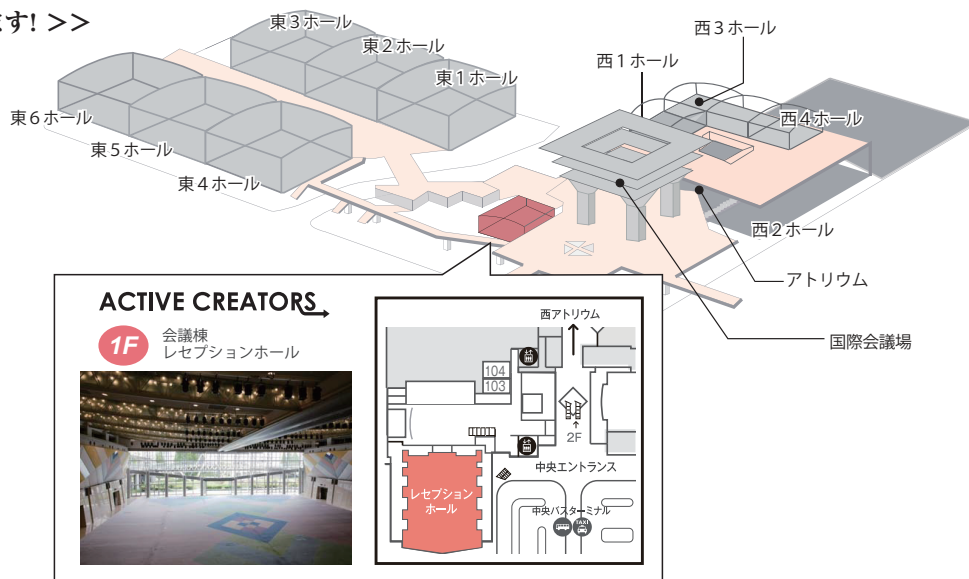 ます! >>
東3ホール
東2ホール
東1ホール
東6ホール
東5ホール
東4ホール
西3ホール
西1ホール
西4ホール
西2ホール
アトリウム
国際会議場
ACTIVE CREATORS
1F
会議棟
レセプションホール
西アトリウム
104
103
2F
中央エントランス
レセプション
ホール
中央バスターミナル
TAXI